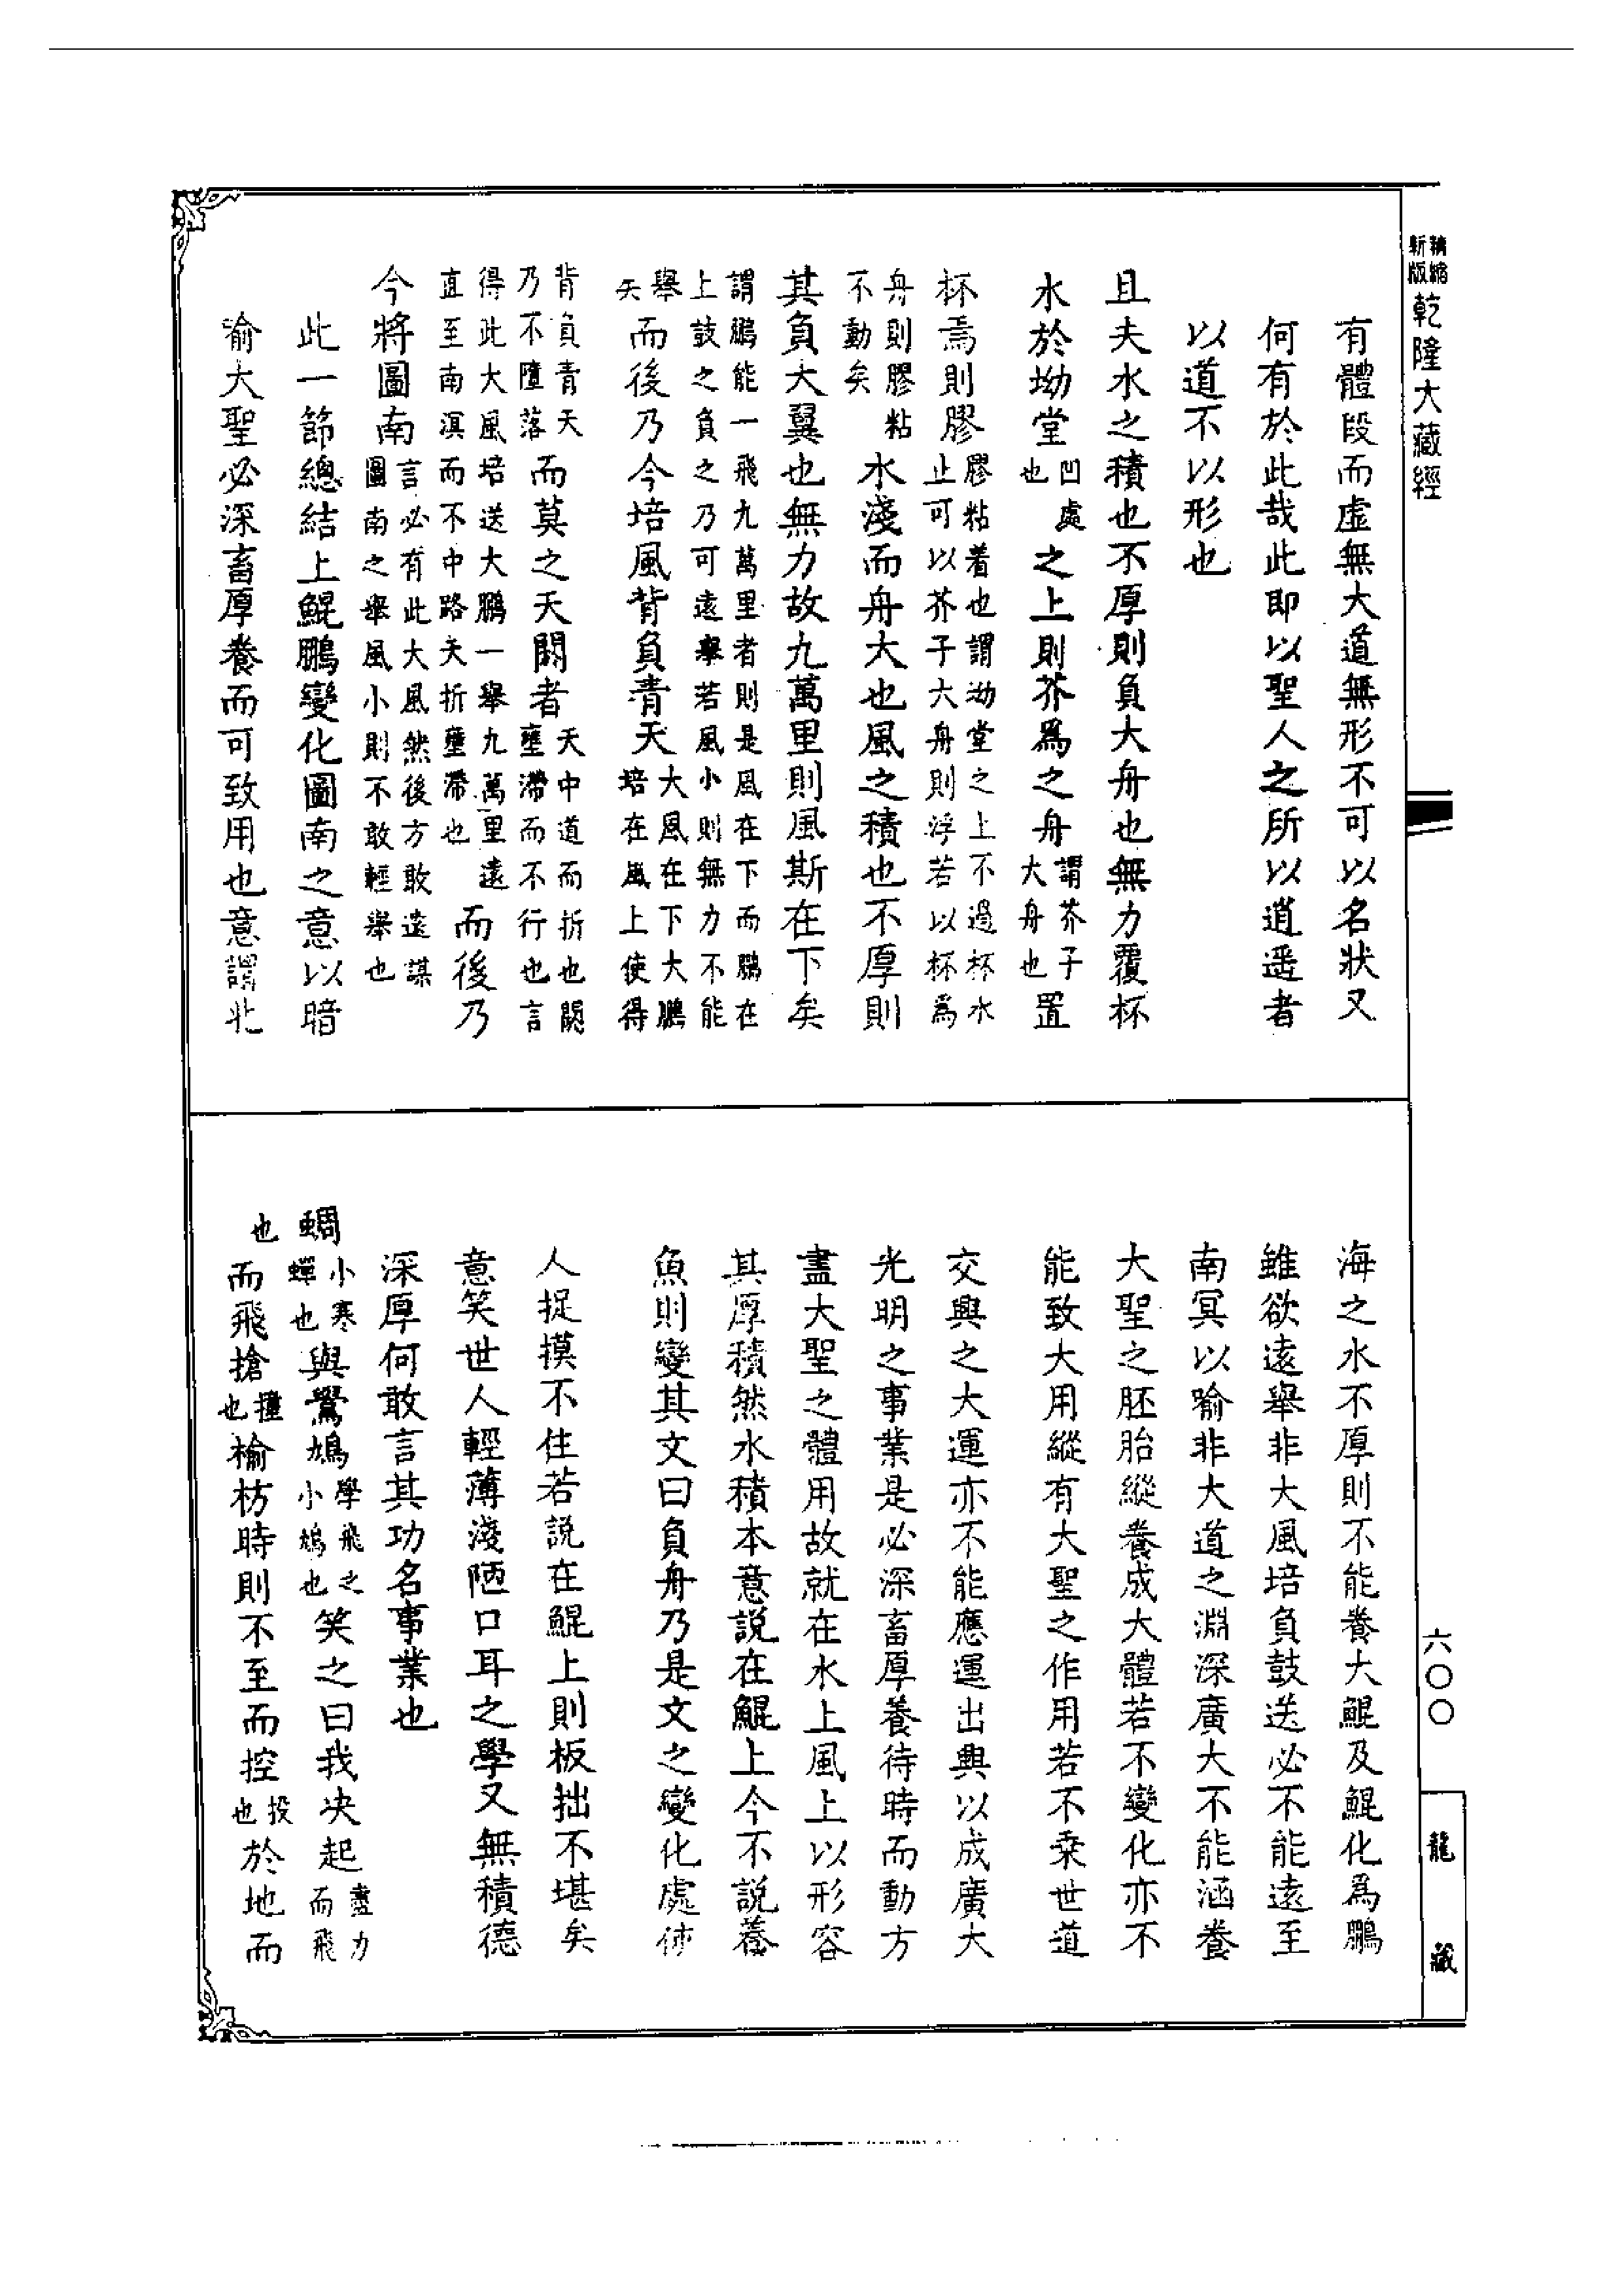 精縮
新版
乾隆大藏經
有體段而虛無大道無形不可以名狀又
何有於此哉此即以聖人之所以逍遥者
以道不以形也
且夫水之積也不厚則負大舟也無力覆杯
水於坳堂凹處也之上則芥爲之舟謂芥子大舟也置
杯焉則膠膠粘着也謂坳堂之上不過杯水止可以芥子大舟則浮若以杯爲
舟則膠粘不動矣水淺而舟大也風之積也不厚則
其負大翼也無力故九萬里則風斯在下矣
謂鵬能一飛九萬里者則是風在下而鵬在上鼓之負之乃可遠舉若風小則無力不能
舉矣而後乃今培風背負青天大風在下大鵬培在風上使得
背負青天乃不墮落而莫之夭閼者夭中道而折也閼壅滯而不行也言
得此大風培送大鵬一舉九萬里遠直至南溟而不中路夭折壅滯也而後乃
今將圖南言必有此大風然後方敢遠謀圖南之舉風小則不敢輕舉也
此一節總結上鯤鵬變化圖南之意以暗
喻大聖必深畜厚養而可致用也意謂北
海之水不厚則不能養大鯤及鯤化爲鵬
雖欲遠舉非大風培負鼓送必不能遠至
南冥以喻非大道之淵深廣大不能涵養
大聖之胚胎縱養成大體若不變化亦不
能致大用縱有大聖之作用若不乗世道
交興之大運亦不能應運出興以成廣大
光明之事業是必深畜厚養待時而動方
盡大聖之體用故就在水上風上以形容
其厚積然水積本意說在鯤上今不說養
魚則變其文曰負舟乃是文之變化處使
人捉摸不住若說在鯤上則板拙不堪矣
意笑世人輕薄淺陋口耳之學又無積德
深厚何敢言其功名事業也
蜩小寒蟬也與鷽鳩學飛之小鳩也笑之曰我决起盡力而飛
也而飛搶撞也榆枋時則不至而控投也於地而
六〇〇
龍藏